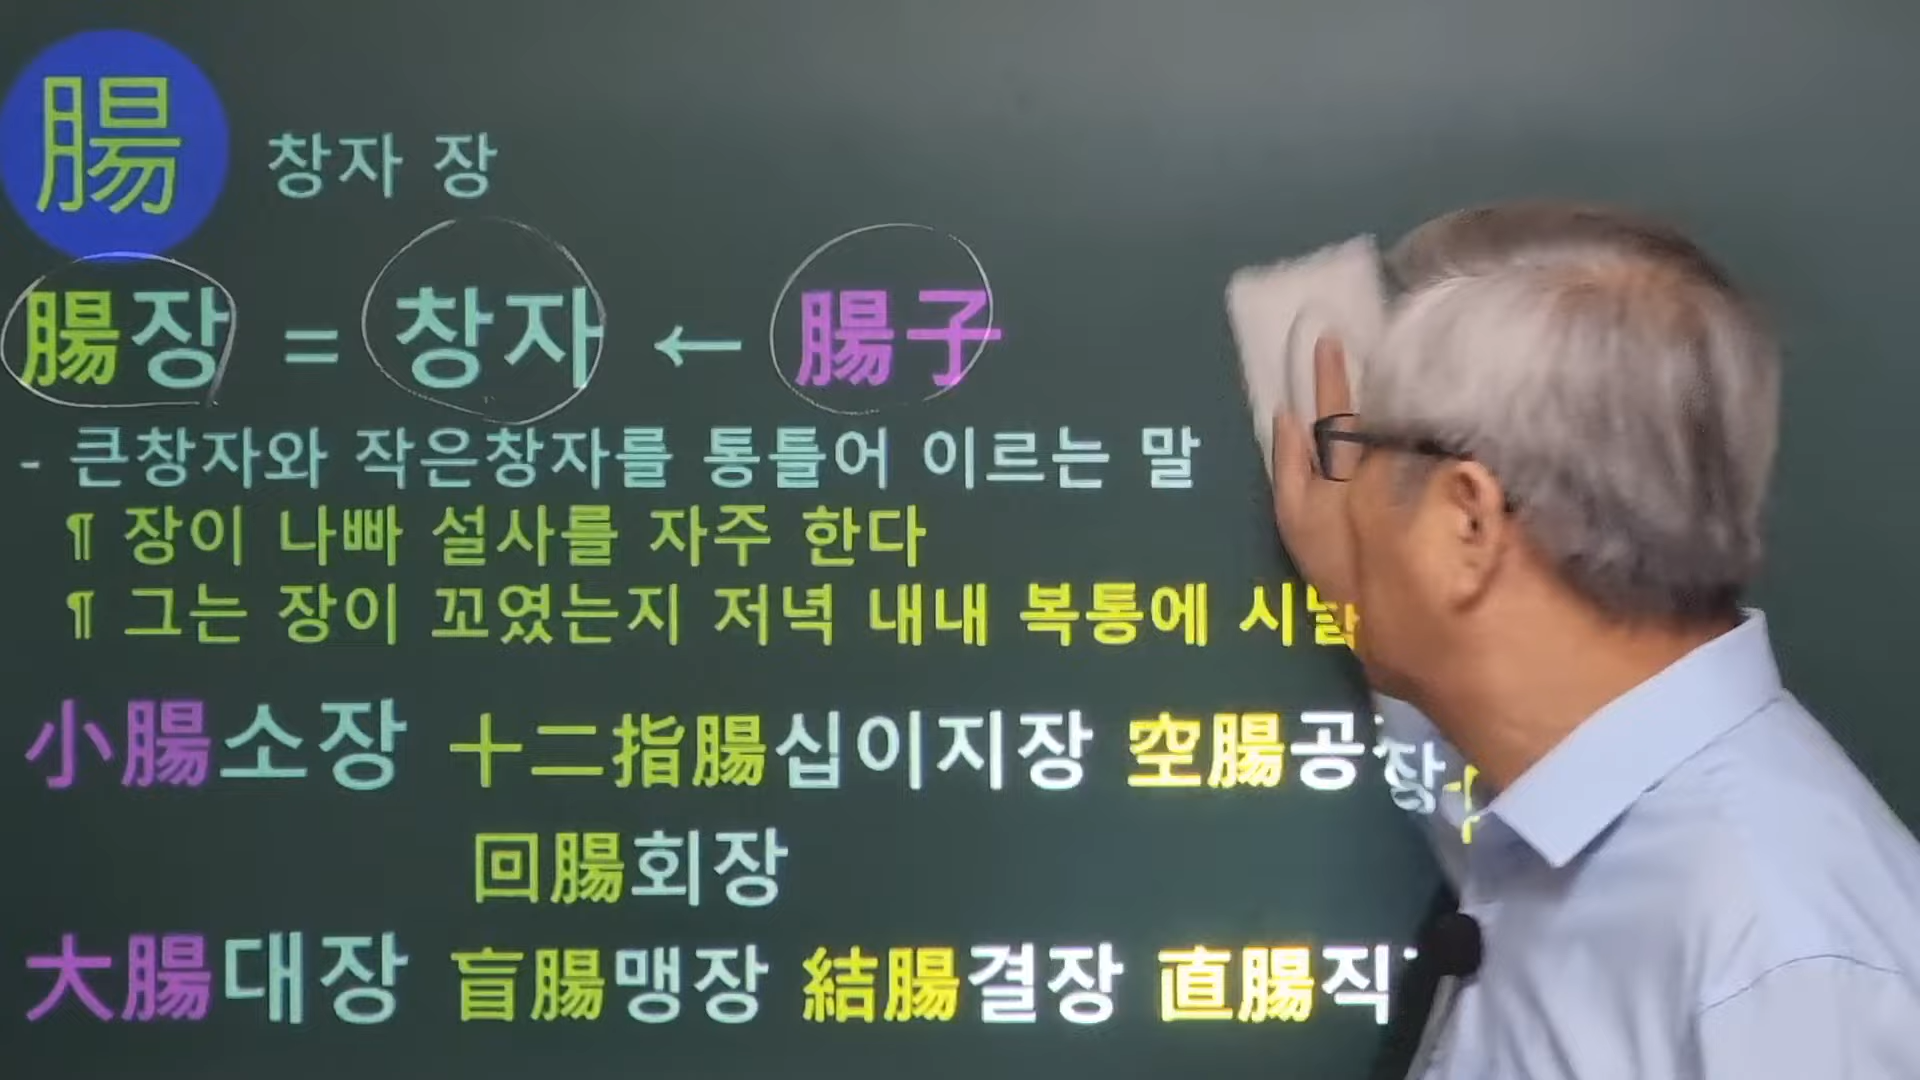 腸 창자 장
腸장 = 창자 ← 腸子
- 큰창자와 작은창자를 통틀어 이르는 말
¶ 장이 나빠 설사를 자주 한다
¶ 그는 장이 꼬였는지 저녁 내내 복통에
小腸소장 十二指腸십이지장 空腸공장
回腸회장
大腸대장 盲腸맹장 結腸결장 直腸직